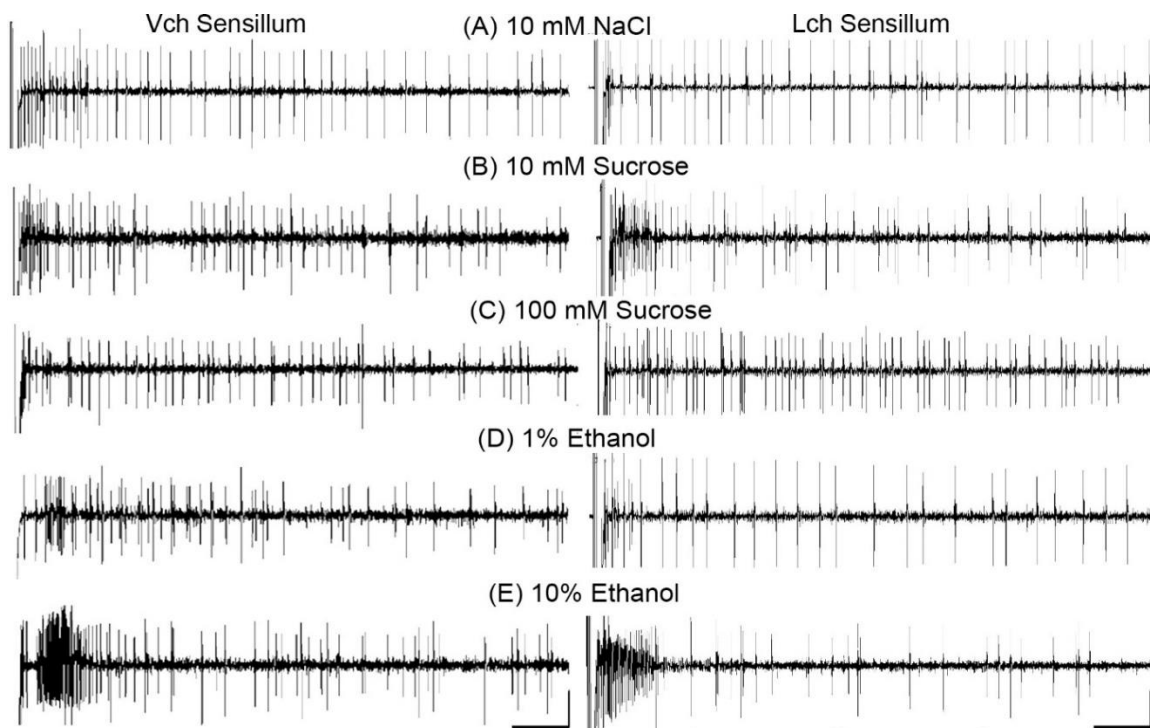 Vch Sensillum
Lch Sensillum
(A) 10 mM NaCl
(B) 10 mM Sucrose
(C) 100 mM Sucrose
(D) 1% Ethanol
(E) 10% Ethanol